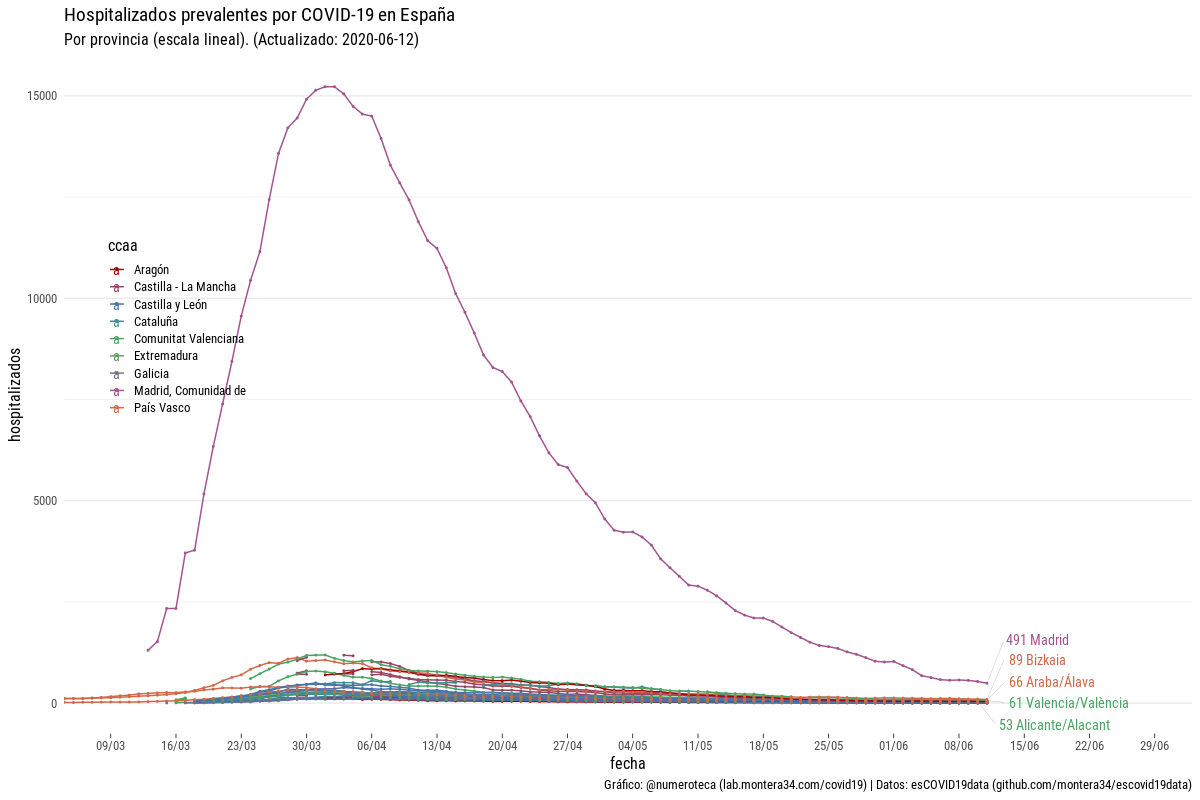 Hospitalizados prevalentes por COVID-19 en España
Por provincia (escala lineal). (Actualizado: 2020-06-12)
15000
10000
5000
0
hospitalizados
ccaa
a Aragón
a Castilla - La Mancha
a Castilla y León
a Cataluña
a Comunitat Valenciana
a Extremadura
a Galicia
a Madrid, Comunidad de
a País Vasco
491 Madrid
89 Bizkaia
66 Araba/Álava
61 Valencia/València
53 Alicante/Alacant
09/03 16/03 23/03 30/03 06/04 13/04 20/04 27/04 04/05 11/05 18/05 25/05 01/06 08/06 15/06 22/06 29/06
fecha
Gráfico: @numeroteca (lab.montera34.com/covid19) | Datos: esCOVID19data (github.com/montera34/escovid19data)